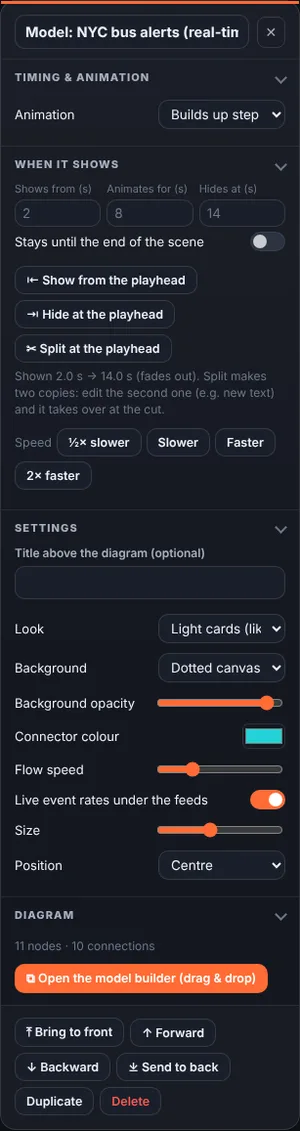 Model: NYC bus alerts (real-tim
✕
TIMING & ANIMATION
Animation Builds up step
WHEN IT SHOWS
Shows from (s) Animates for (s) Hides at (s)
2 8 14
Stays until the end of the scene
⇤ Show from the playhead
⇥ Hide at the playhead
✂ Split at the playhead
Shown 2.0 s → 14.0 s (fades out). Split makes
two copies: edit the second one (e.g. new text)
and it takes over at the cut.
Speed ½× slower Slower Faster
2× faster
SETTINGS
Title above the diagram (optional)
Look Light cards (lik
Background Dotted canvas
Background opacity
Connector colour
Flow speed
Live event rates under the feeds
Size
Position Centre
DIAGRAM
11 nodes · 10 connections
⧉ Open the model builder (drag & drop)
⤒ Bring to front ↑ Forward
↓ Backward ⤓ Send to back
Duplicate Delete